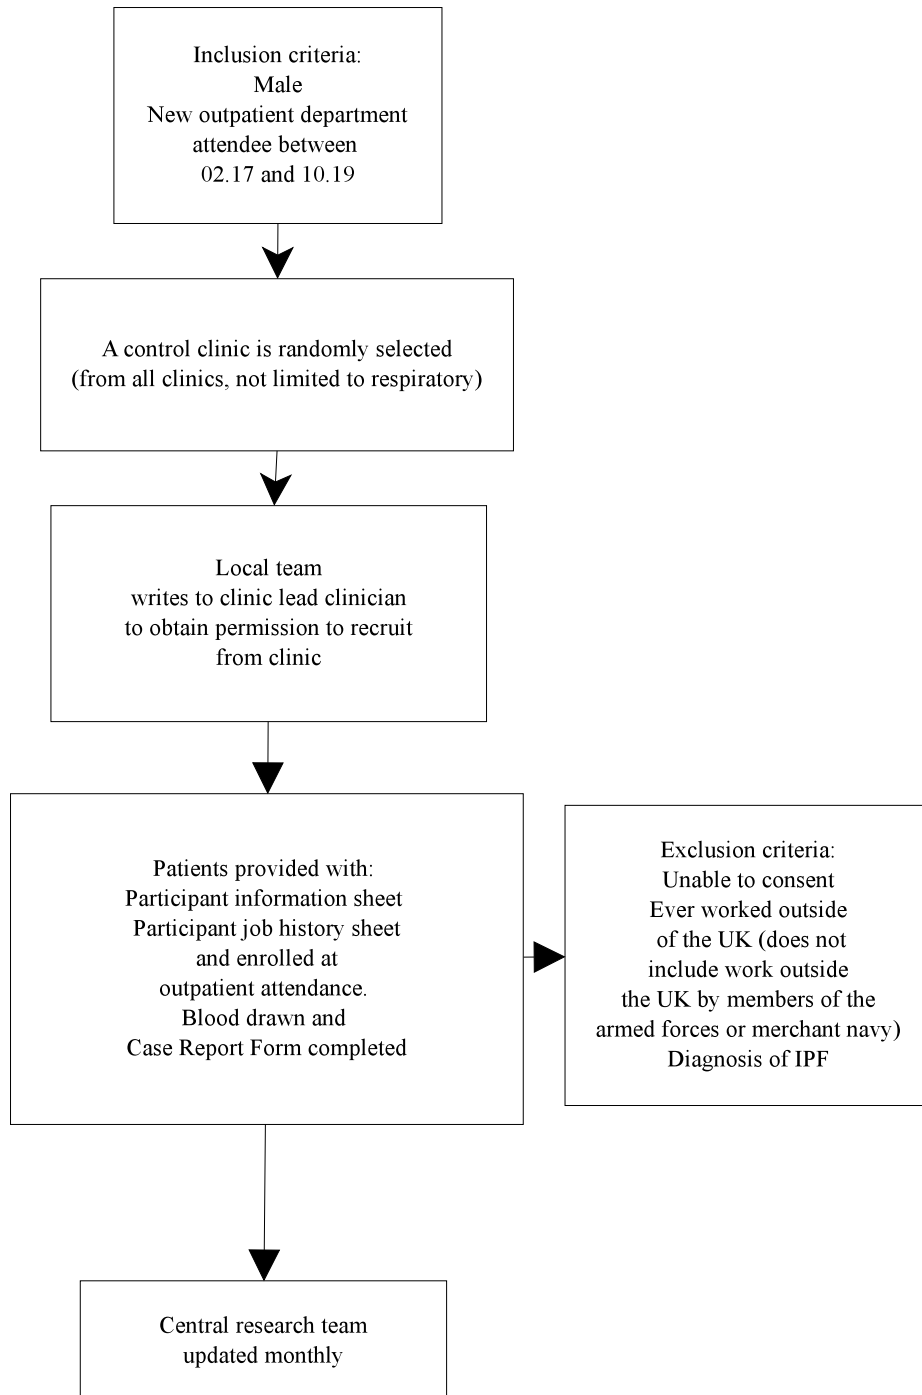 Inclusion criteria:
Male
New outpatient department
attendee between
02.17 and 10.19
A control clinic is randomly selected
(from all clinics, not limited to respiratory)
Local team
writes to clinic lead clinician
to obtain permission to recruit
from clinic
Patients provided with:
Participant information sheet
Participant job history sheet
and enrolled at
outpatient attendance.
Blood drawn and
Case Report Form completed
Exclusion criteria:
Unable to consent
Ever worked outside
of the UK (does not
include work outside
the UK by members of the
armed forces or merchant navy)
Diagnosis of IPF
Central research team
updated monthly